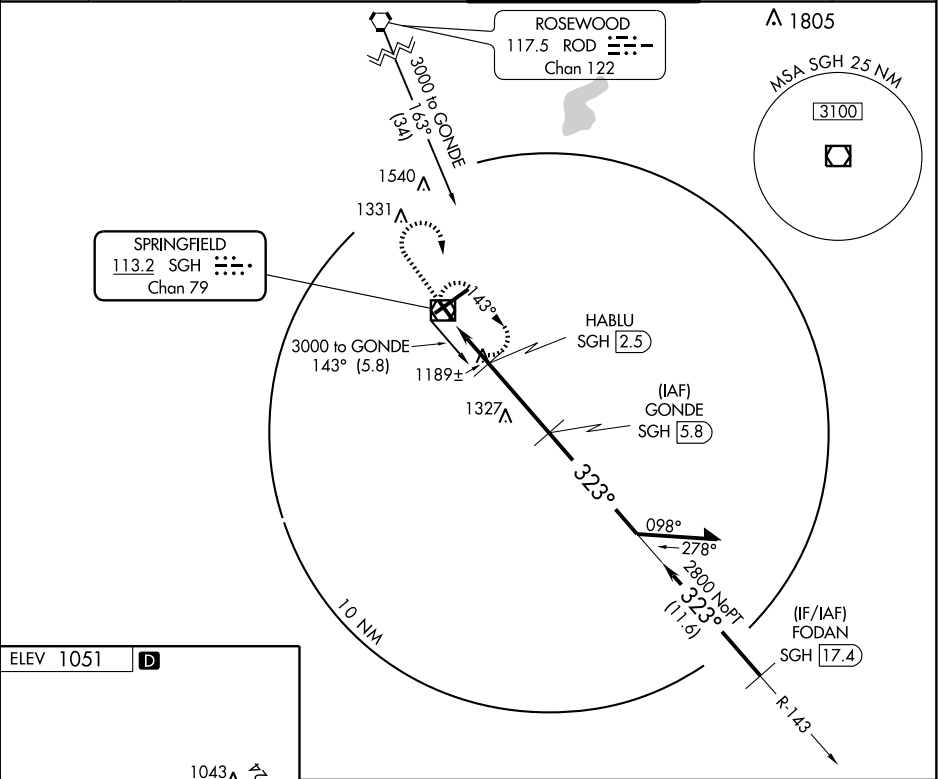 ROSEWOOD
117.5 ROD
Chan 122
1805
MSA SGH 25 NM
3100
3000 to GONDE
163°
(34)
1540
1331
SPRINGFIELD
113.2 SGH
Chan 79
143°
3000 to GONDE
143° (5.8)
1189±
HABLU
SGH 2.5
1327
(IAF)
GONDE
SGH 5.8
323°
098°
278°
2800 NoPT
323°
(11.6)
(IF/IAF)
FODAN
SGH 17.4
R-143
10 NM
ELEV 1051 D
1043
24